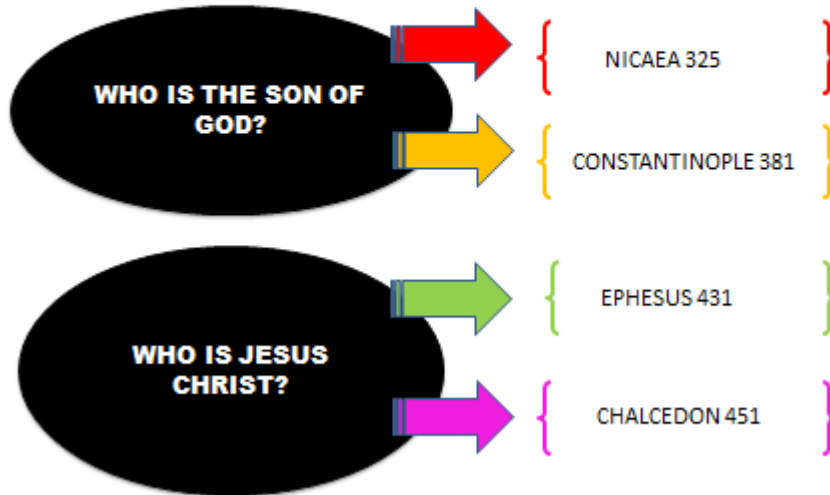 WHO IS THE SON OF
GOD?
NICAEA 325
CONSTANTINOPLE 381
WHO IS JESUS
CHRIST?
EPHESUS 431
CHALCEDON 451